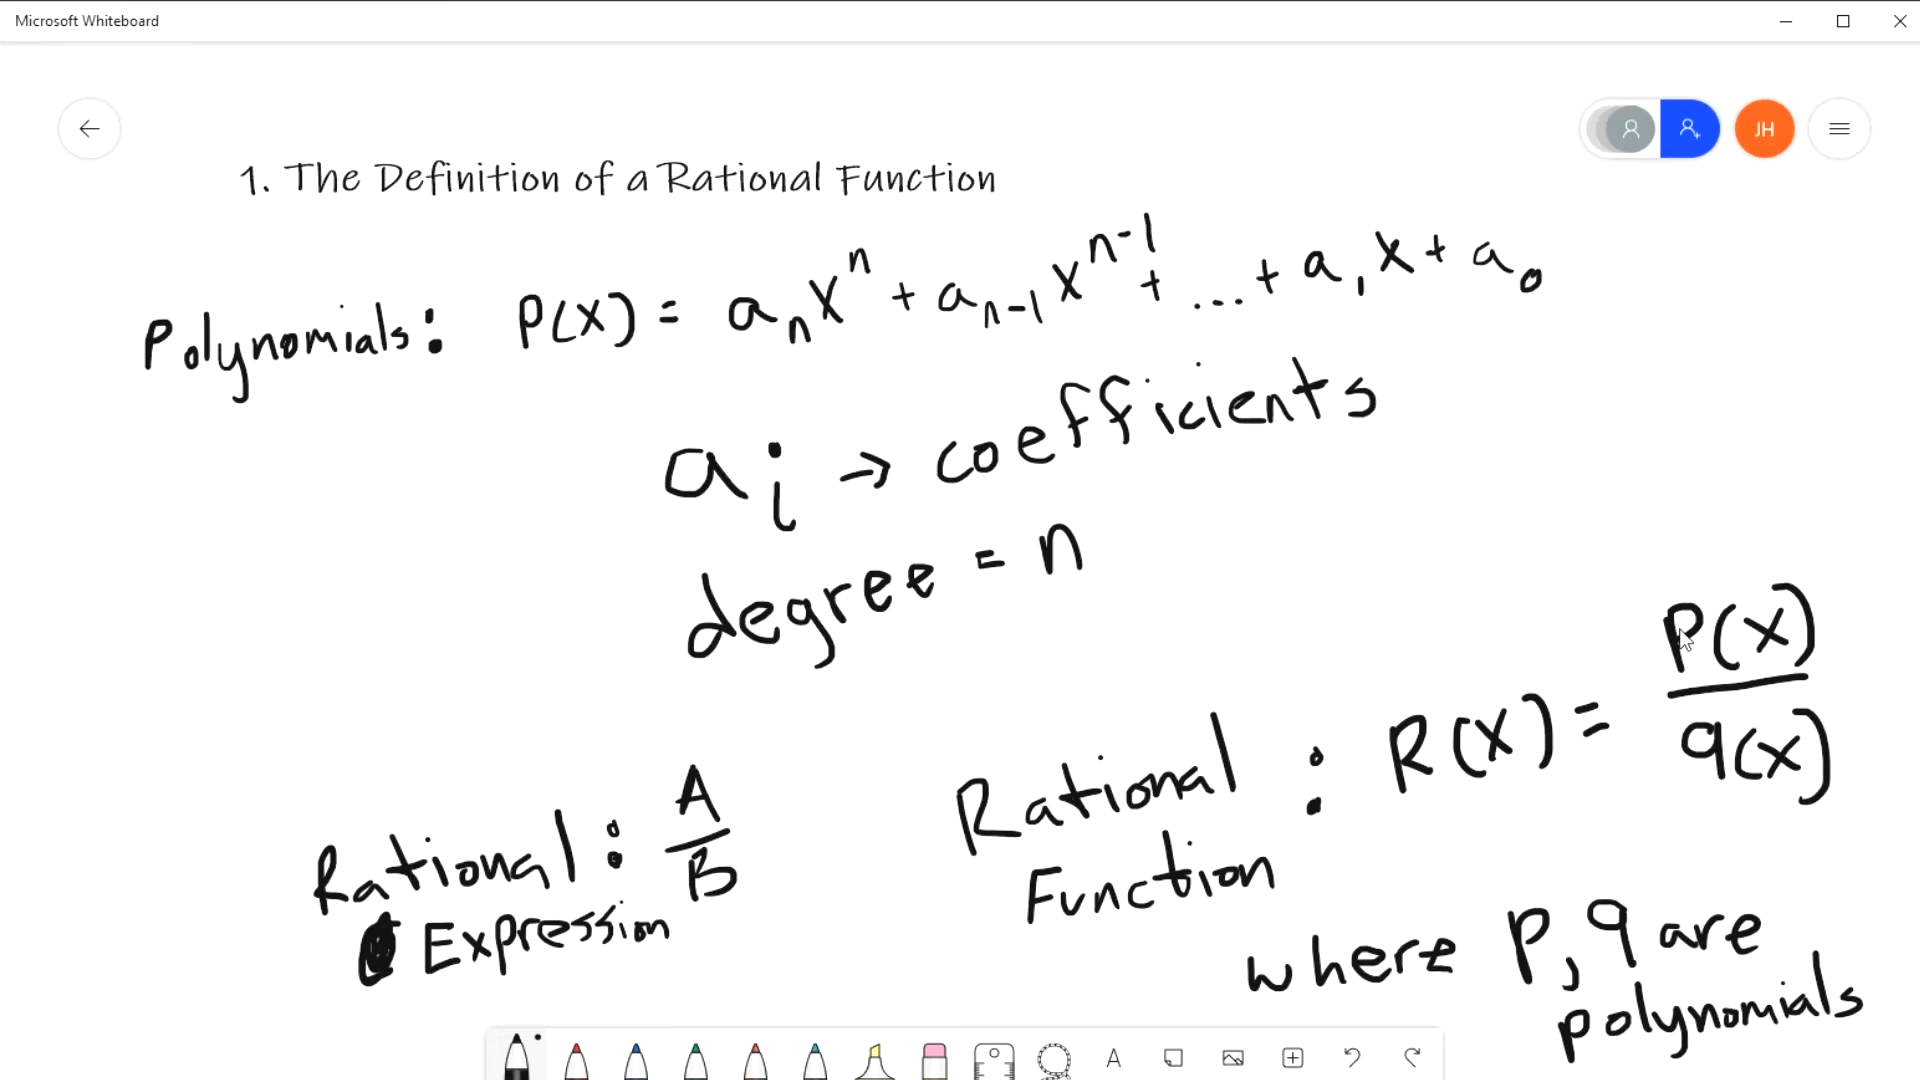 Microsoft Whiteboard
JH
1. The Definition of a Rational Function
Polynomials: P(x) = aₙxⁿ + aₙ₋₁xⁿ⁻¹ + ... + a₁x + a₀
aᵢ → coefficients
degree = n
Rational Expression: A/B
Rational Function: R(x) = P(x)/q(x)
where P, q are
polynomials
A